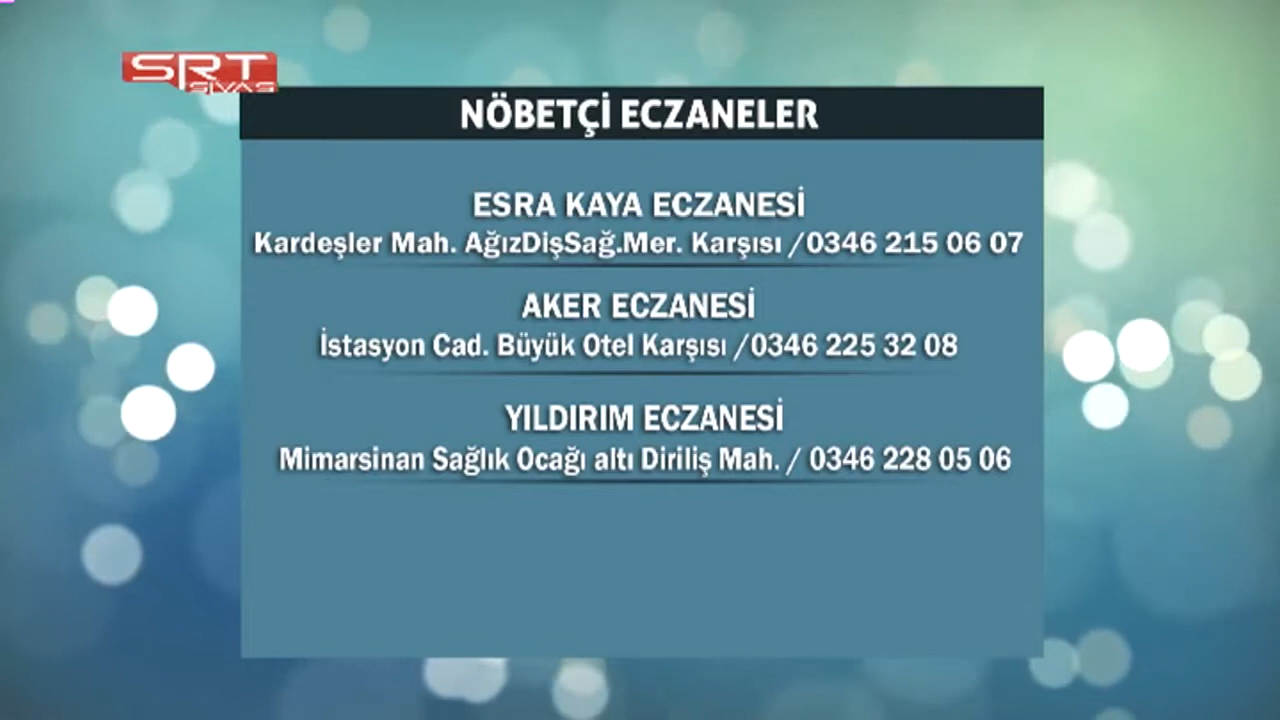 SRT
SİVAS
NÖBETÇİ ECZANELER
ESRA KAYA ECZANESİ
Kardeşler Mah. AğızDişSağ.Mer. Karşısı /0346 215 06 07
AKER ECZANESİ
İstasyon Cad. Büyük Otel Karşısı /0346 225 32 08
YILDIRIM ECZANESİ
Mimarsinan Sağlık Ocağı altı Diriliş Mah. / 0346 228 05 06